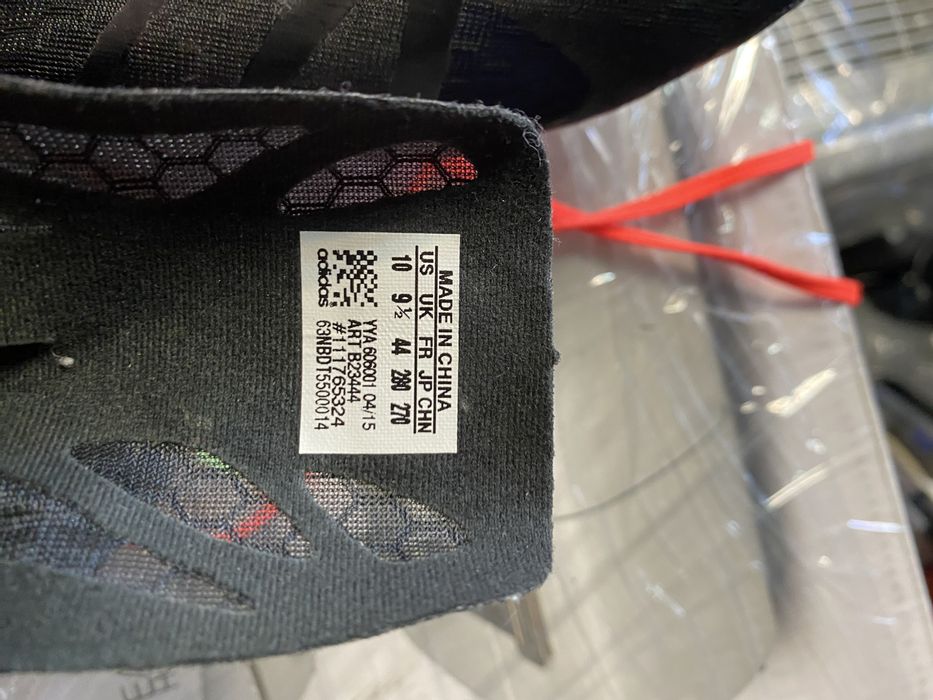 MADE IN CHINA
US UK FR JP CHN
10 9½ 44 280 270
adidas
YYA 606001 04/15
ART B23444
#111765324
63NBDT5500014